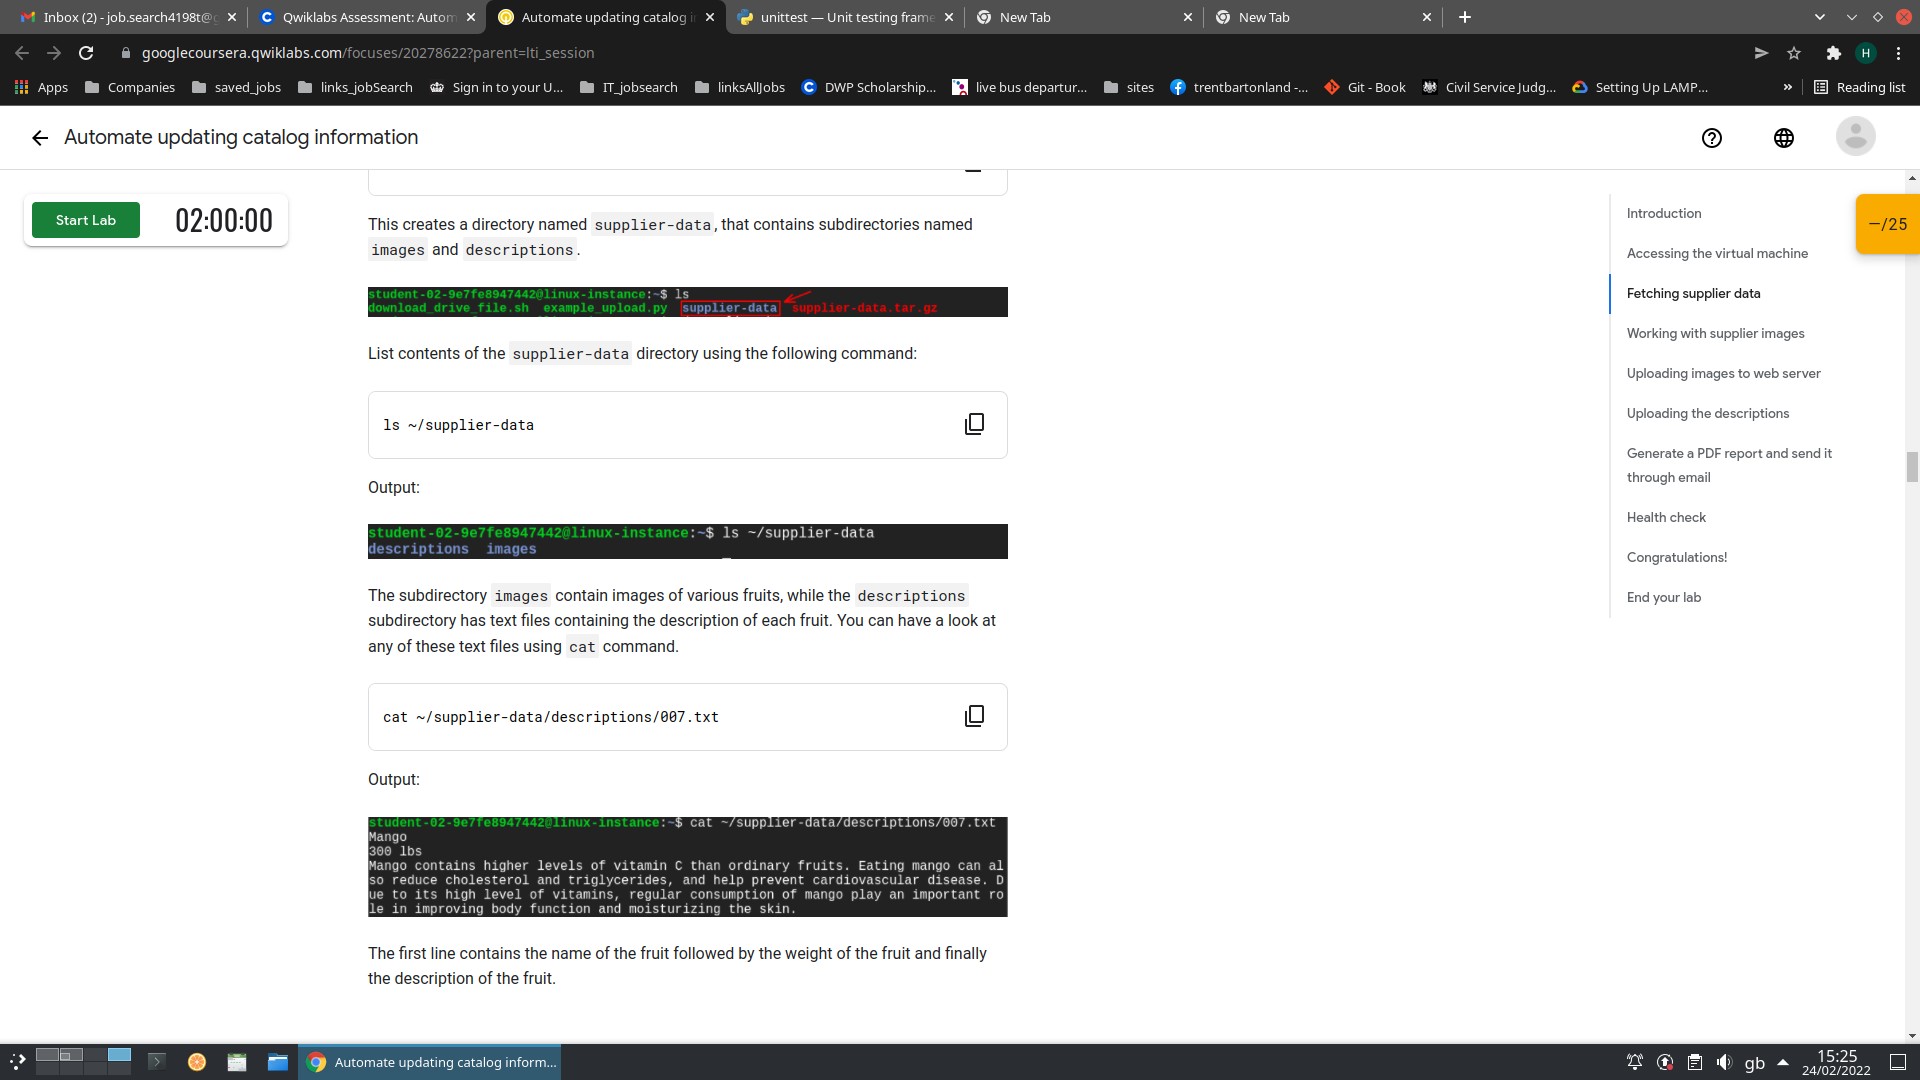 Inbox (2) - job.search4198t@g
Qwiklabs Assessment: Autom
Automate updating catalog i
unittest — Unit testing frame
New Tab
New Tab
googlecoursera.qwiklabs.com/focuses/20278622?parent=lti_session
H
Apps
Companies
saved_jobs
links_jobSearch
Sign in to your U...
IT_jobsearch
linksAllJobs
DWP Scholarship...
live bus departur...
sites
trentbartonland -...
Git - Book
Civil Service Judg...
Setting Up LAMP...
»
Reading list
Automate updating catalog information
Start Lab
02:00:00
This creates a directory named supplier-data, that contains subdirectories named
images and descriptions.
student-02-9e7fe8947442@linux-instance:~$ ls
download_drive_file.sh example_upload.py supplier-data supplier-data.tar.gz
List contents of the supplier-data directory using the following command:
ls ~/supplier-data
Output:
student-02-9e7fe8947442@linux-instance:~$ ls ~/supplier-data
descriptions images
The subdirectory images contain images of various fruits, while the descriptions
subdirectory has text files containing the description of each fruit. You can have a look at
any of these text files using cat command.
cat ~/supplier-data/descriptions/007.txt
Output:
student-02-9e7fe8947442@linux-instance:~$ cat ~/supplier-data/descriptions/007.txt
Mango
300 lbs
Mango contains higher levels of vitamin C than ordinary fruits. Eating mango can al
so reduce cholesterol and triglycerides, and help prevent cardiovascular disease. D
ue to its high level of vitamins, regular consumption of mango play an important ro
le in improving body function and moisturizing the skin.
The first line contains the name of the fruit followed by the weight of the fruit and finally
the description of the fruit.
Introduction
Accessing the virtual machine
Fetching supplier data
Working with supplier images
Uploading images to web server
Uploading the descriptions
Generate a PDF report and send it
through email
Health check
Congratulations!
End your lab
—/25
Automate updating catalog inform...
gb
15:25
24/02/2022